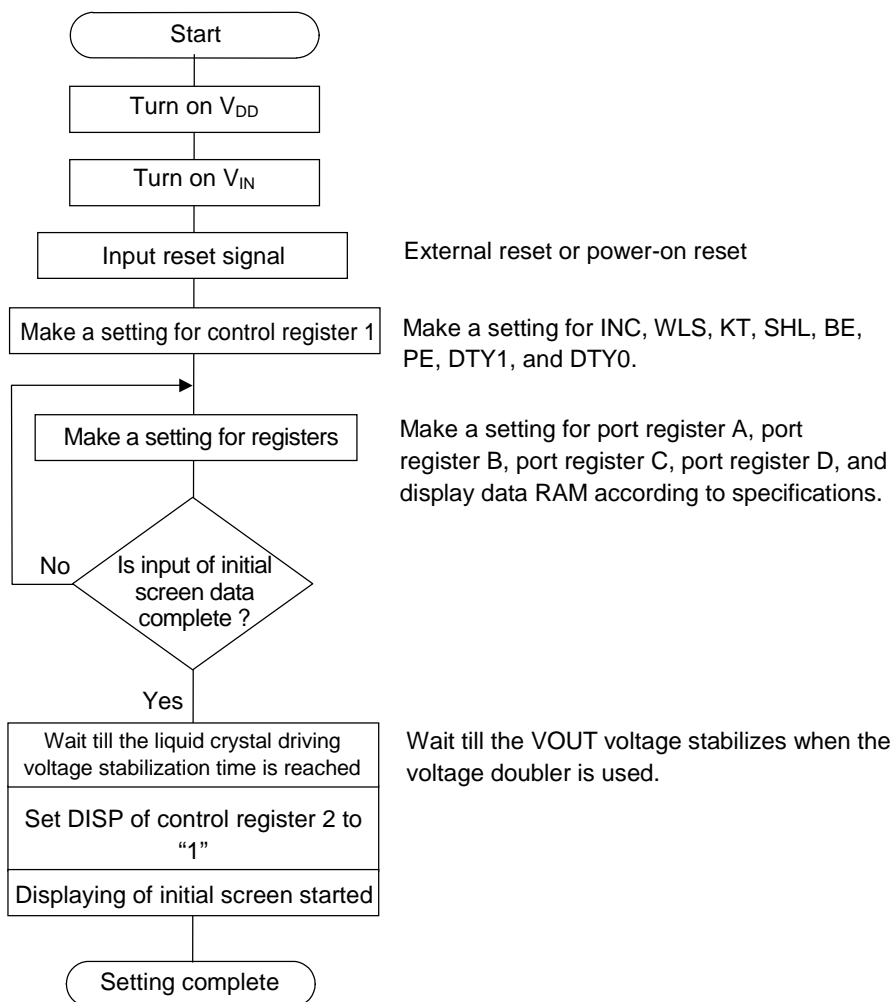 Start
Turn on VDD
Turn on VIN
Input reset signal
External reset or power-on reset
Make a setting for control register 1
Make a setting for INC, WLS, KT, SHL, BE,
PE, DTY1, and DTY0.
Make a setting for registers
Make a setting for port register A, port
register B, port register C, port register D, and
display data RAM according to specifications.
No
Is input of initial
screen data
complete ?
Yes
Wait till the liquid crystal driving
voltage stabilization time is reached
Wait till the VOUT voltage stabilizes when the
voltage doubler is used.
Set DISP of control register 2 to
“1”
Displaying of initial screen started
Setting complete